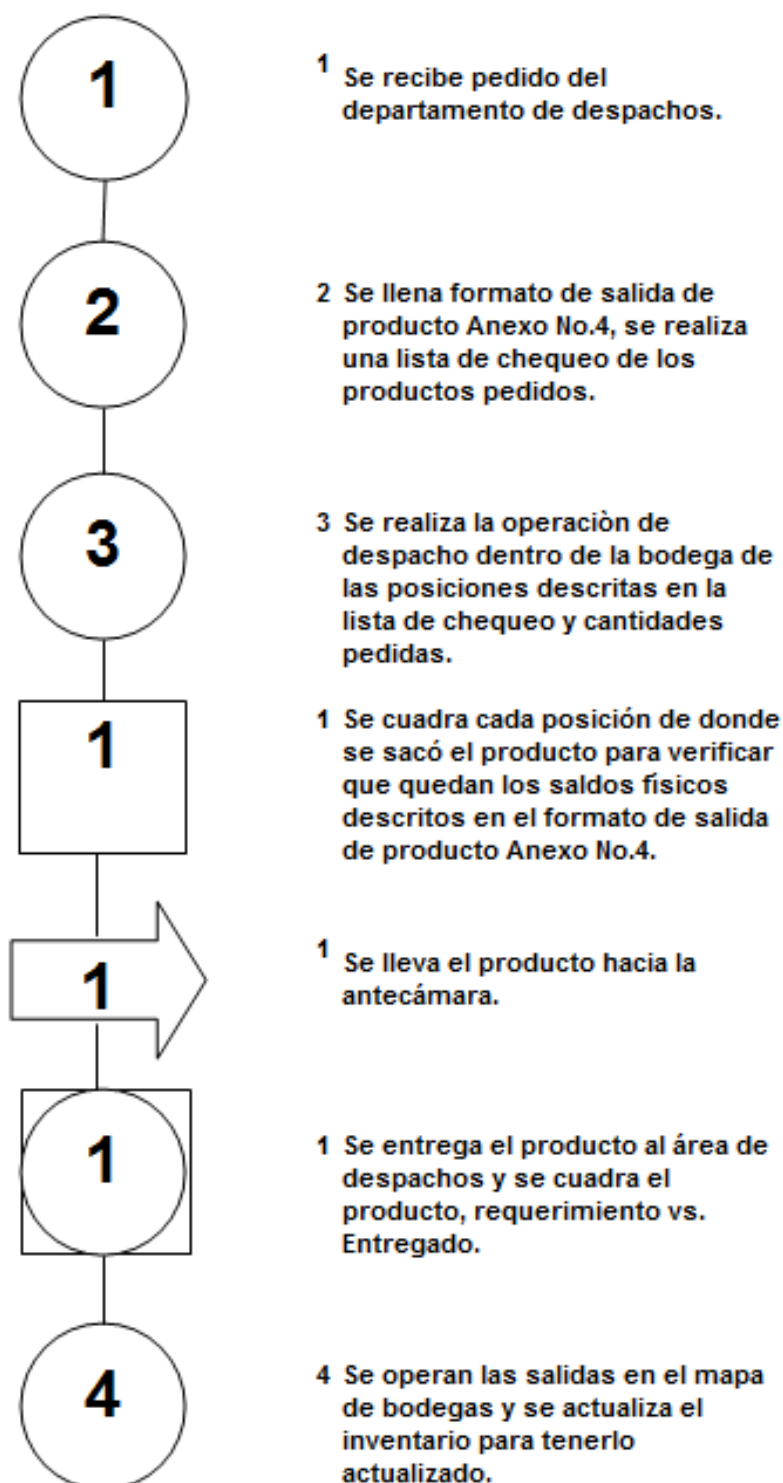 1
1 Se recibe pedido del
departamento de despachos.
2
2 Se llena formato de salida de
producto Anexo No.4, se realiza
una lista de chequeo de los
productos pedidos.
3
3 Se realiza la operaciòn de
despacho dentro de la bodega de
las posiciones descritas en la
lista de chequeo y cantidades
pedidas.
1
1 Se cuadra cada posición de donde
se sacó el producto para verificar
que quedan los saldos físicos
descritos en el formato de salida
de producto Anexo No.4.
1
1 Se lleva el producto hacia la
antecámara.
1
1 Se entrega el producto al área de
despachos y se cuadra el
producto, requerimiento vs.
Entregado.
4
4 Se operan las salidas en el mapa
de bodegas y se actualiza el
inventario para tenerlo
actualizado.